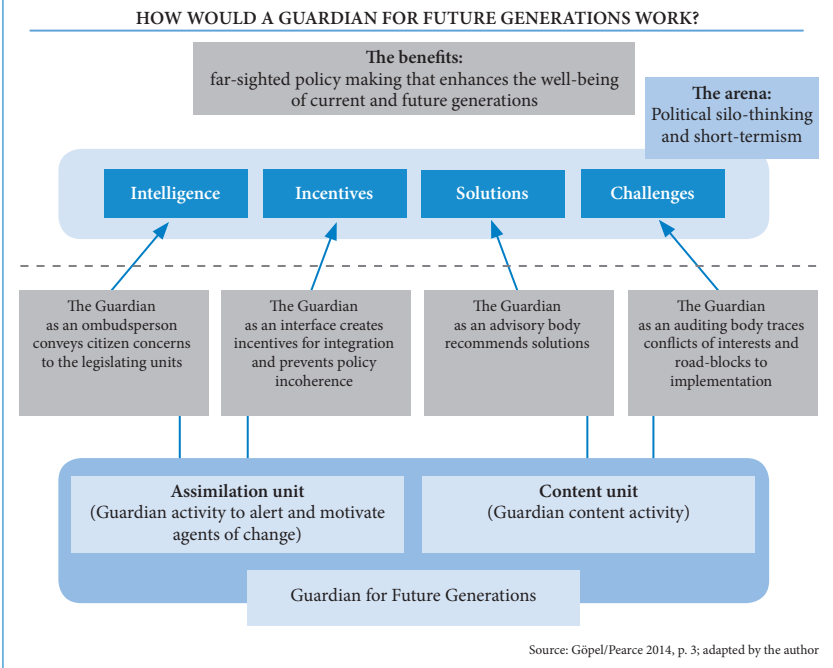 HOW WOULD A GUARDIAN FOR FUTURE GENERATIONS WORK?
The benefits:
far-sighted policy making that enhances the well-being
of current and future generations
The arena:
Political silo-thinking
and short-termism
Intelligence
Incentives
Solutions
Challenges
The Guardian
as an ombudsperson
conveys citizen concerns
to the legislating units
The Guardian
as an interface creates
incentives for integration
and prevents policy
incoherence
The Guardian
as an advisory body
recommends solutions
The Guardian
as an auditing body traces
conflicts of interests and
road-blocks to
implementation
Assimilation unit
(Guardian activity to alert and motivate
agents of change)
Content unit
(Guardian content activity)
Guardian for Future Generations
Source: Göpel/Pearce 2014, p. 3; adapted by the author